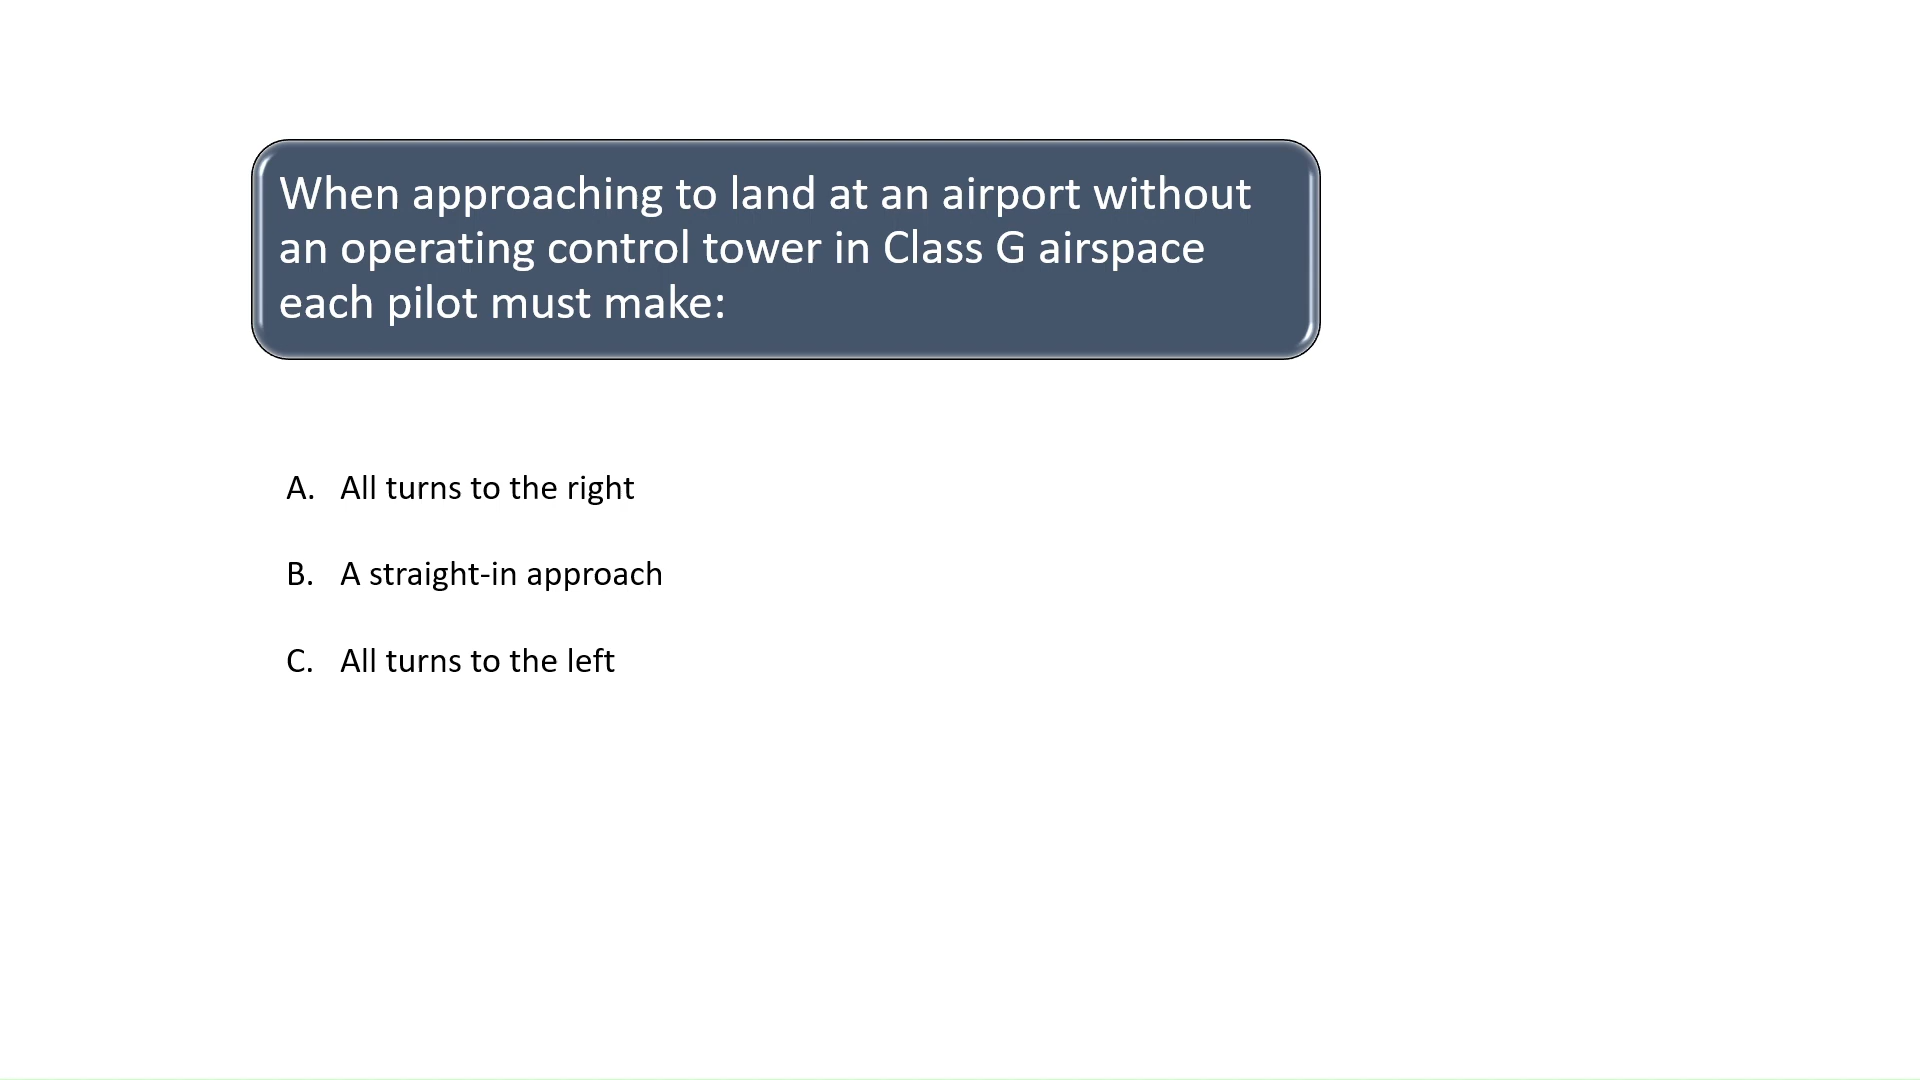 When approaching to land at an airport without
an operating control tower in Class G airspace
each pilot must make:
A. All turns to the right
B. A straight-in approach
C. All turns to the left